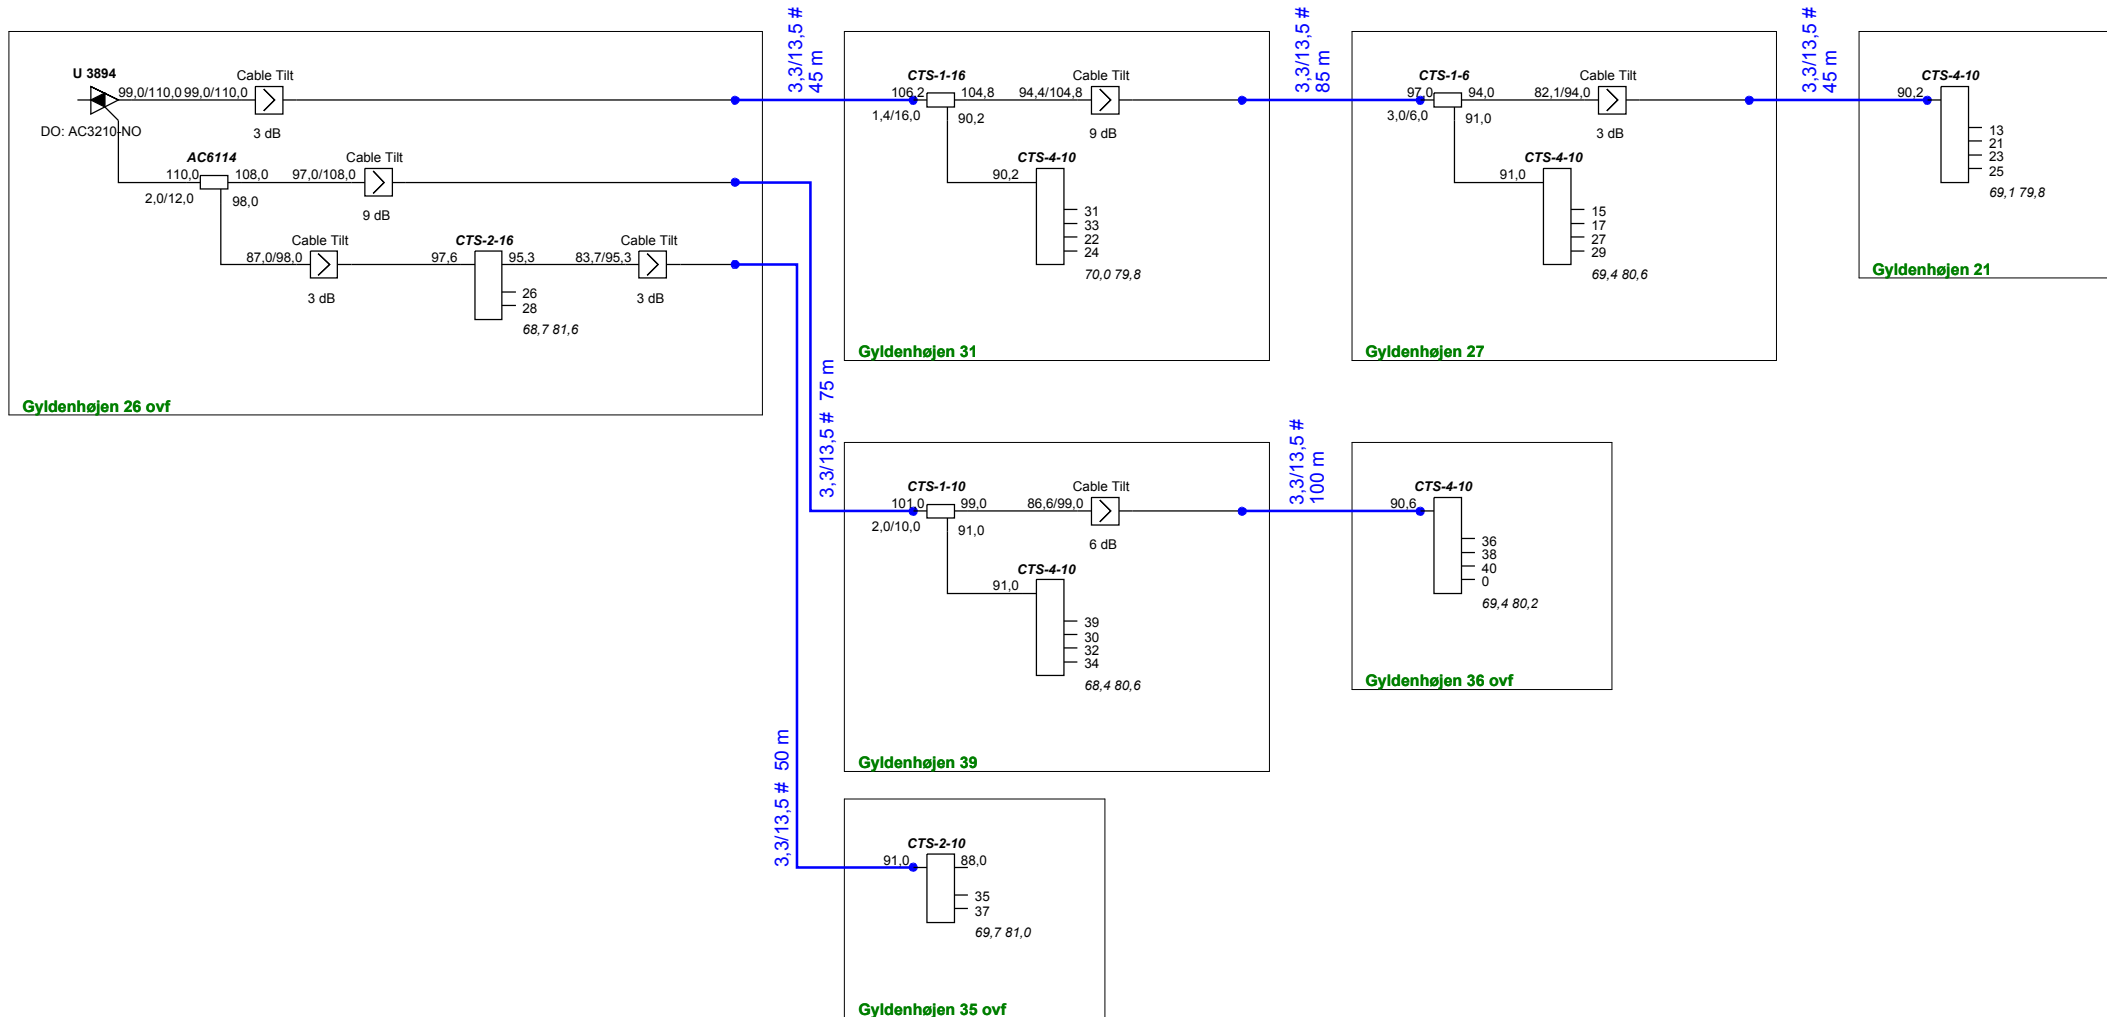 U 3894
99,0/110,0 99,0/110,0
Cable Tilt
3 dB
DO: AC3210-NO
AC6114
110,0
108,0
2,0/12,0
98,0
97,0/108,0
Cable Tilt
9 dB
87,0/98,0
Cable Tilt
3 dB
CTS-2-16
97,6
95,3
26
28
68,7 81,6
83,7/95,3
Cable Tilt
3 dB
Gyldenhøjen 26 ovf
3,3/13,5 #
45 m
CTS-1-16
106,2
104,8
1,4/16,0
90,2
94,4/104,8
Cable Tilt
9 dB
CTS-4-10
90,2
31
33
22
24
70,0 79,8
Gyldenhøjen 31
3,3/13,5 #
85 m
CTS-1-6
97,0
94,0
3,0/6,0
91,0
82,1/94,0
Cable Tilt
3 dB
CTS-4-10
91,0
15
17
27
29
69,4 80,6
Gyldenhøjen 27
3,3/13,5 #
45 m
CTS-4-10
90,2
13
21
23
25
69,1 79,8
Gyldenhøjen 21
3,3/13,5 # 75 m
CTS-1-10
101,0
99,0
2,0/10,0
91,0
86,6/99,0
Cable Tilt
6 dB
CTS-4-10
91,0
39
30
32
34
68,4 80,6
Gyldenhøjen 39
3,3/13,5 #
100 m
CTS-4-10
90,6
36
38
40
0
69,4 80,2
Gyldenhøjen 36 ovf
3,3/13,5 # 50 m
CTS-2-10
91,0
88,0
35
37
69,7 81,0
Gyldenhøjen 35 ovf